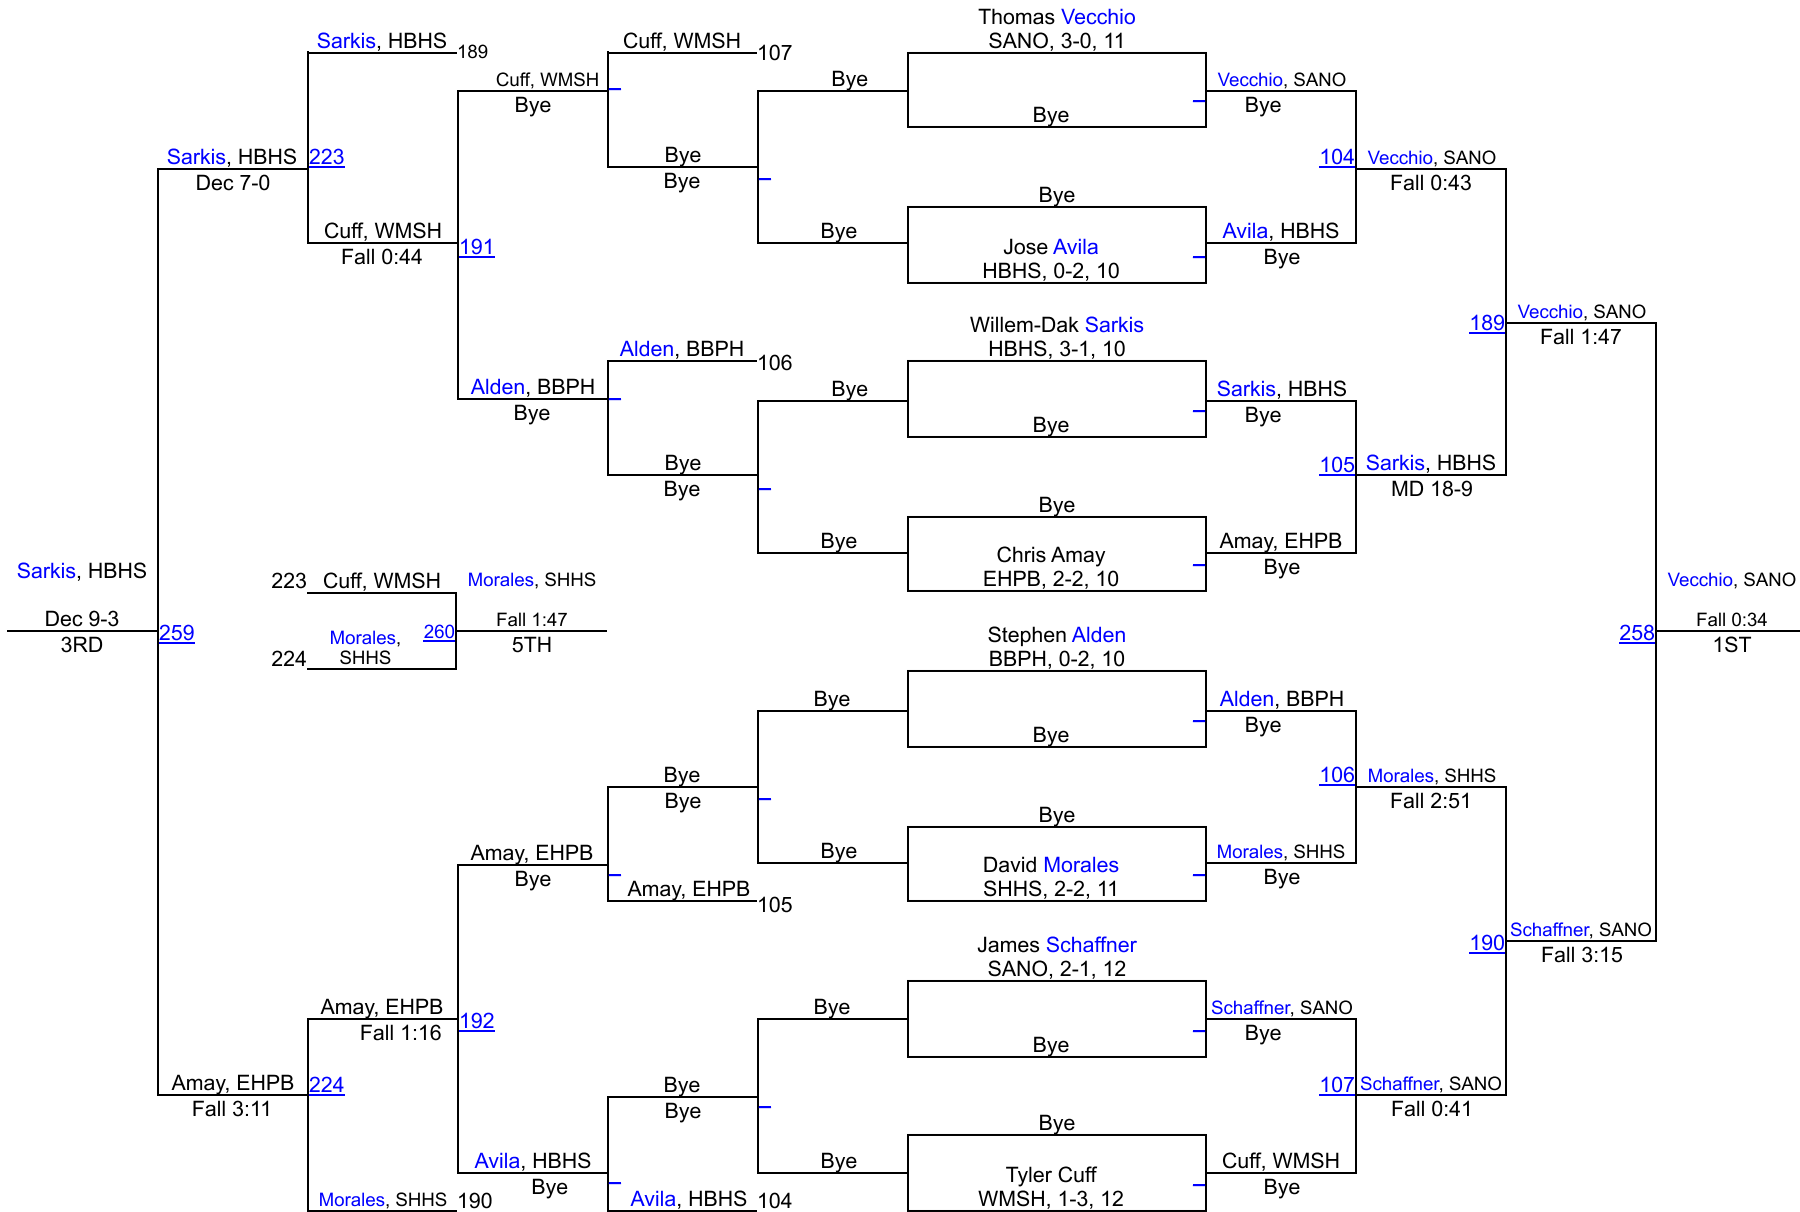 Thomas Vecchio
SANO, 3-0, 11
Sarkis, HBHS
189
Cuff, WMSH
107
Cuff, WMSH
Bye
Bye
Bye
Vecchio, SANO
Bye
Sarkis, HBHS
Dec 7-0
223
Bye
Bye
Bye
104
Vecchio, SANO
Fall 0:43
Cuff, WMSH
Fall 0:44
191
Bye
Jose Avila
HBHS, 0-2, 10
Avila, HBHS
Bye
Willem-Dak Sarkis
HBHS, 3-1, 10
189
Vecchio, SANO
Fall 1:47
Alden, BBPH
106
Alden, BBPH
Bye
Bye
Bye
Sarkis, HBHS
Bye
Bye
Bye
Bye
105
Sarkis, HBHS
MD 18-9
Bye
Chris Amay
EHPB, 2-2, 10
Amay, EHPB
Bye
Sarkis, HBHS
Dec 9-3
3RD
259
223
Cuff, WMSH
224
Morales,
SHHS
260
Morales, SHHS
Fall 1:47
5TH
258
Vecchio, SANO
Fall 0:34
1ST
Stephen Alden
BBPH, 0-2, 10
Bye
Bye
Alden, BBPH
Bye
Bye
Bye
Bye
106
Morales, SHHS
Fall 2:51
Amay, EHPB
Bye
Amay, EHPB
105
Bye
David Morales
SHHS, 2-2, 11
Morales, SHHS
Bye
James Schaffner
SANO, 2-1, 12
190
Schaffner, SANO
Fall 3:15
Amay, EHPB
Fall 1:16
192
Bye
Bye
Schaffner, SANO
Bye
Amay, EHPB
Fall 3:11
224
Bye
Bye
Bye
107
Schaffner, SANO
Fall 0:41
Morales, SHHS
190
Avila, HBHS
Bye
Avila, HBHS
104
Bye
Tyler Cuff
WMSH, 1-3, 12
Cuff, WMSH
Bye